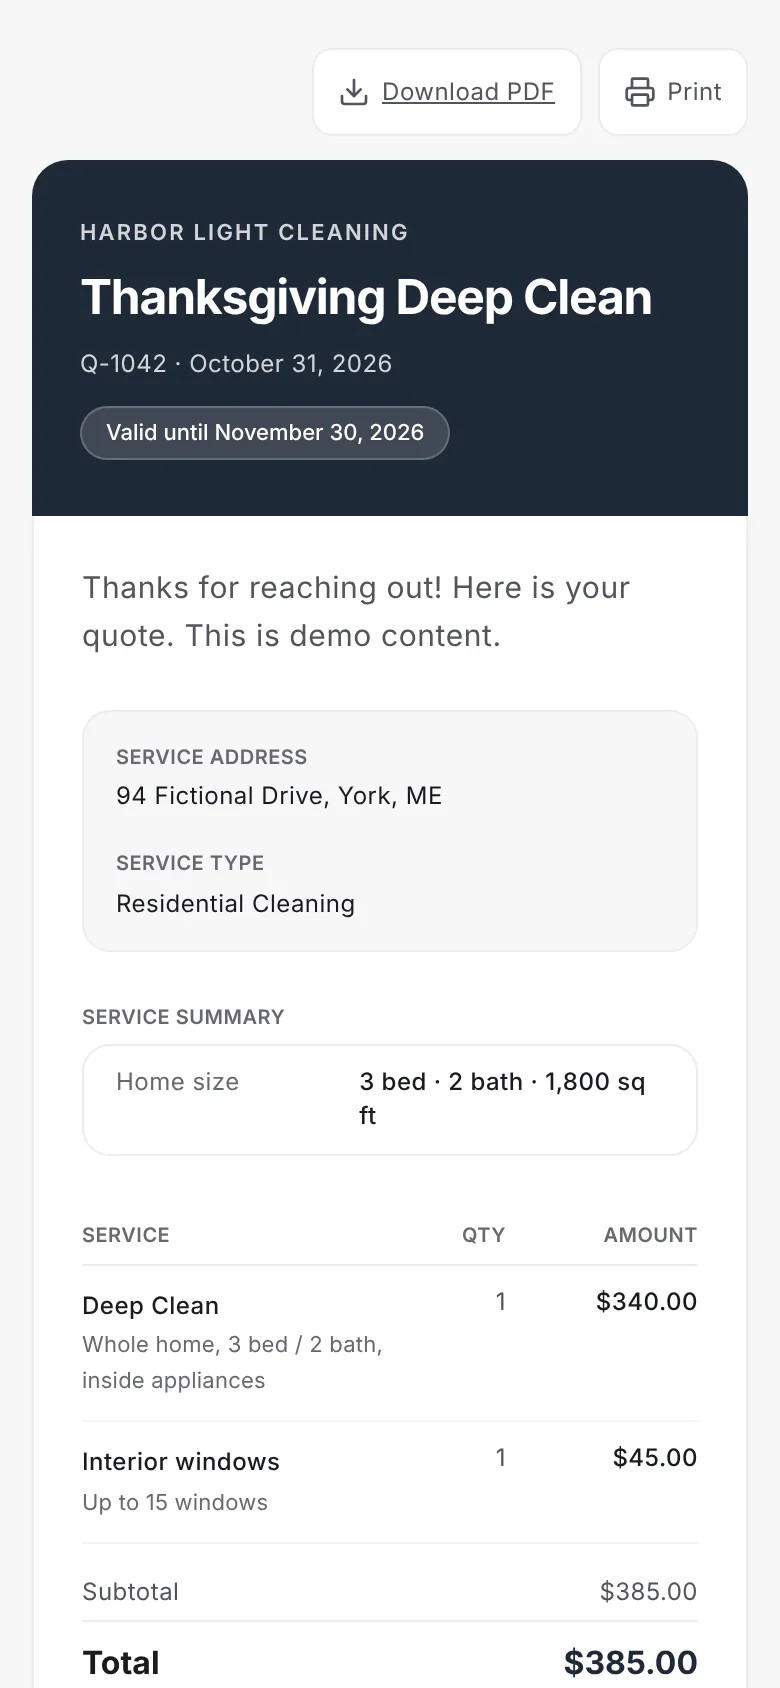 Download PDF
Print
HARBOR LIGHT CLEANING
Thanksgiving Deep Clean
Q-1042 · October 31, 2026
Valid until November 30, 2026
Thanks for reaching out! Here is your
quote. This is demo content.
SERVICE ADDRESS
94 Fictional Drive, York, ME
SERVICE TYPE
Residential Cleaning
SERVICE SUMMARY
Home size 3 bed · 2 bath · 1,800 sq
ft
SERVICE QTY AMOUNT
Deep Clean 1 $340.00
Whole home, 3 bed / 2 bath,
inside appliances
Interior windows 1 $45.00
Up to 15 windows
Subtotal $385.00
Total $385.00